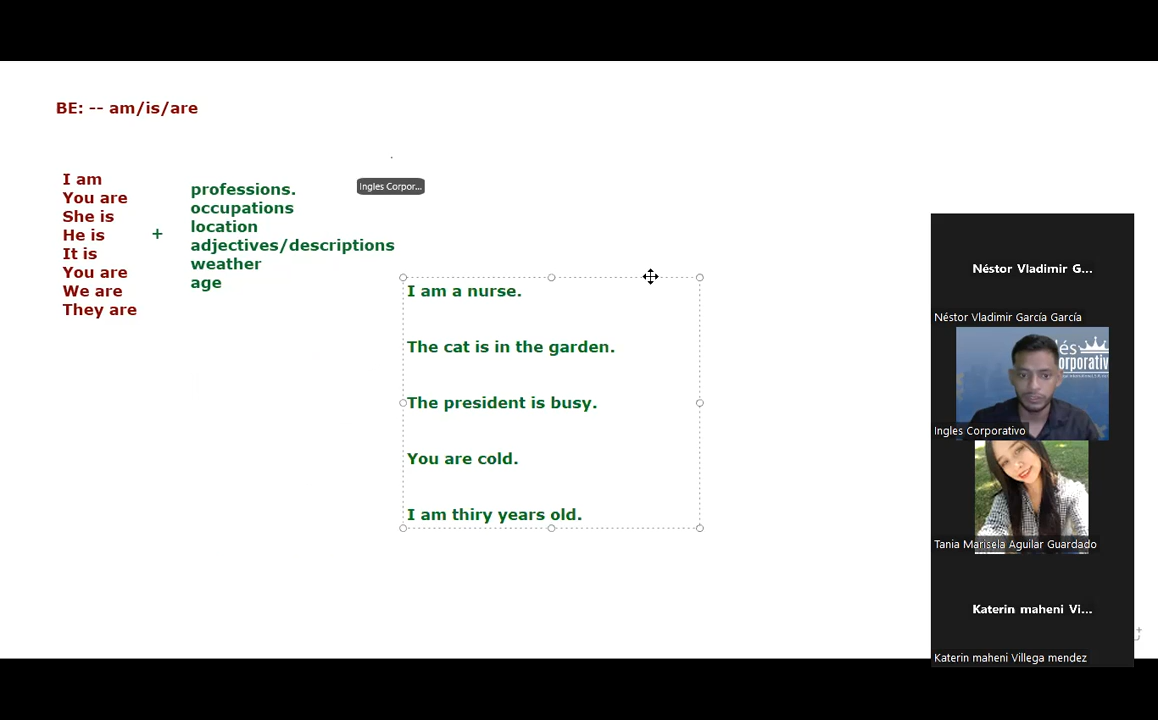 BE: -- am/is/are
I am
You are
She is
He is
It is
You are
We are
They are
+
professions.
occupations
location
adjectives/descriptions
weather
age
Ingles Corpor...
I am a nurse.
The cat is in the garden.
The president is busy.
You are cold.
I am thiry years old.
Néstor Vladimir G...
Néstor Vladimir García García
és
orporativ
Ingles Corporativo
Tania Marisela Aguilar Guardado
Katerin maheni Vi...
Katerin maheni Villega mendez